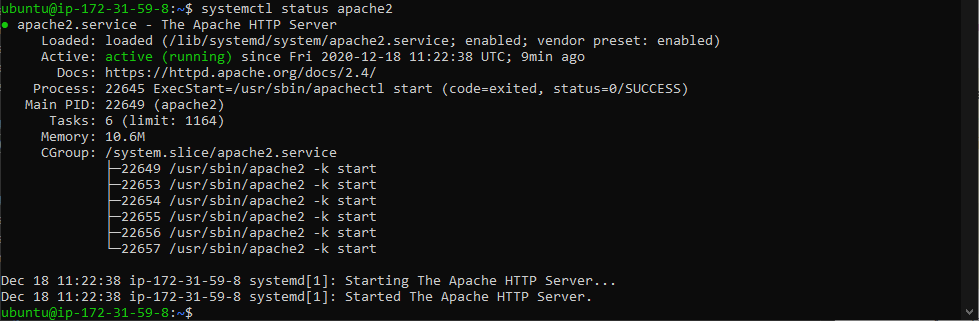 ubuntu@ip-172-31-59-8:~$ systemctl status apache2
● apache2.service - The Apache HTTP Server
Loaded: loaded (/lib/systemd/system/apache2.service; enabled; vendor preset: enabled)
Active: active (running) since Fri 2020-12-18 11:22:38 UTC; 9min ago
Docs: https://httpd.apache.org/docs/2.4/
Process: 22645 ExecStart=/usr/sbin/apachectl start (code=exited, status=0/SUCCESS)
Main PID: 22649 (apache2)
Tasks: 6 (limit: 1164)
Memory: 10.6M
CGroup: /system.slice/apache2.service
├─22649 /usr/sbin/apache2 -k start
├─22653 /usr/sbin/apache2 -k start
├─22654 /usr/sbin/apache2 -k start
├─22655 /usr/sbin/apache2 -k start
├─22656 /usr/sbin/apache2 -k start
└─22657 /usr/sbin/apache2 -k start
Dec 18 11:22:38 ip-172-31-59-8 systemd[1]: Starting The Apache HTTP Server...
Dec 18 11:22:38 ip-172-31-59-8 systemd[1]: Started The Apache HTTP Server.
ubuntu@ip-172-31-59-8:~$